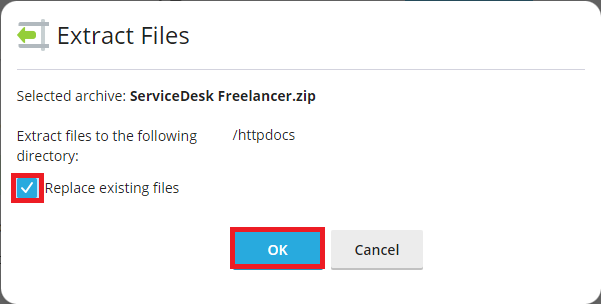 Extract Files
Selected archive: ServiceDesk Freelancer.zip
Extract files to the following directory: /httpdocs
Replace existing files
OK
Cancel